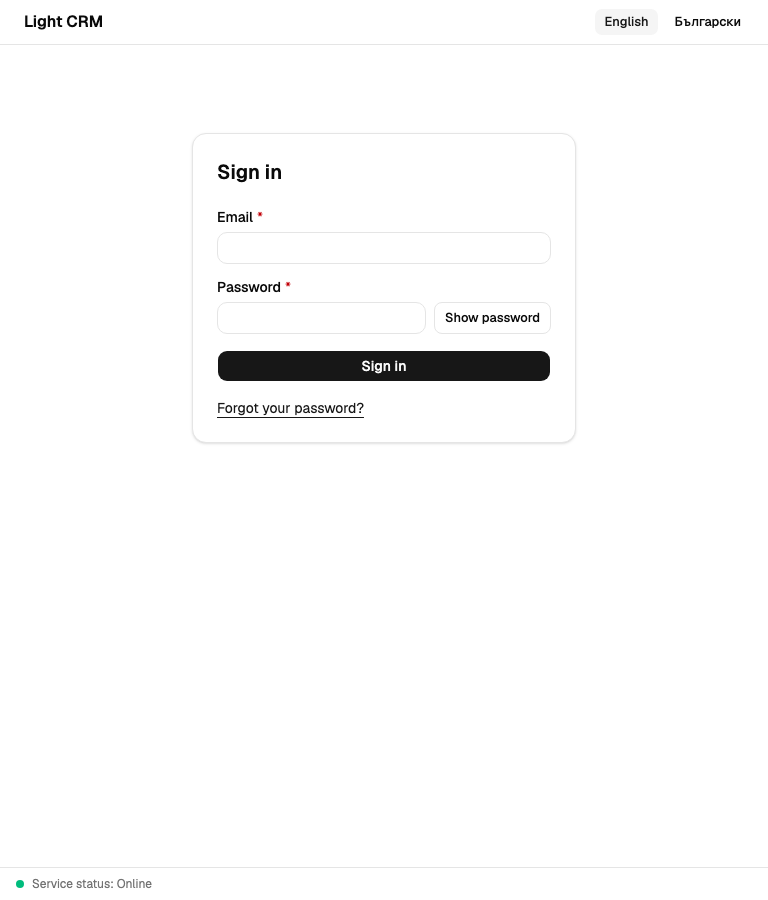 Light CRM
English
Български
Sign in
Email *
Password *
Show password
Sign in
Forgot your password?
Service status: Online